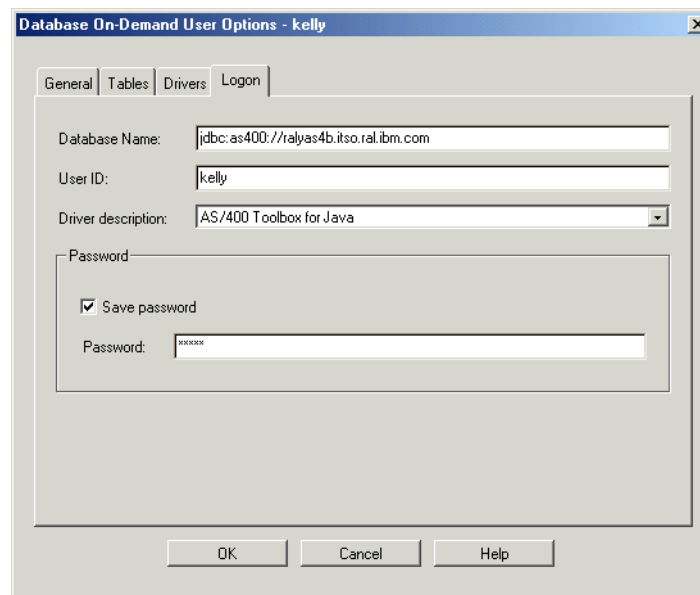 Database On-Demand User Options - kelly
General Tables Drivers Logon
Database Name: jdbc:as400://ralyas4b.itso.ral.ibm.com
User ID: kelly
Driver description: AS/400 Toolbox for Java
Password
Save password
Password: *****
OK Cancel Help